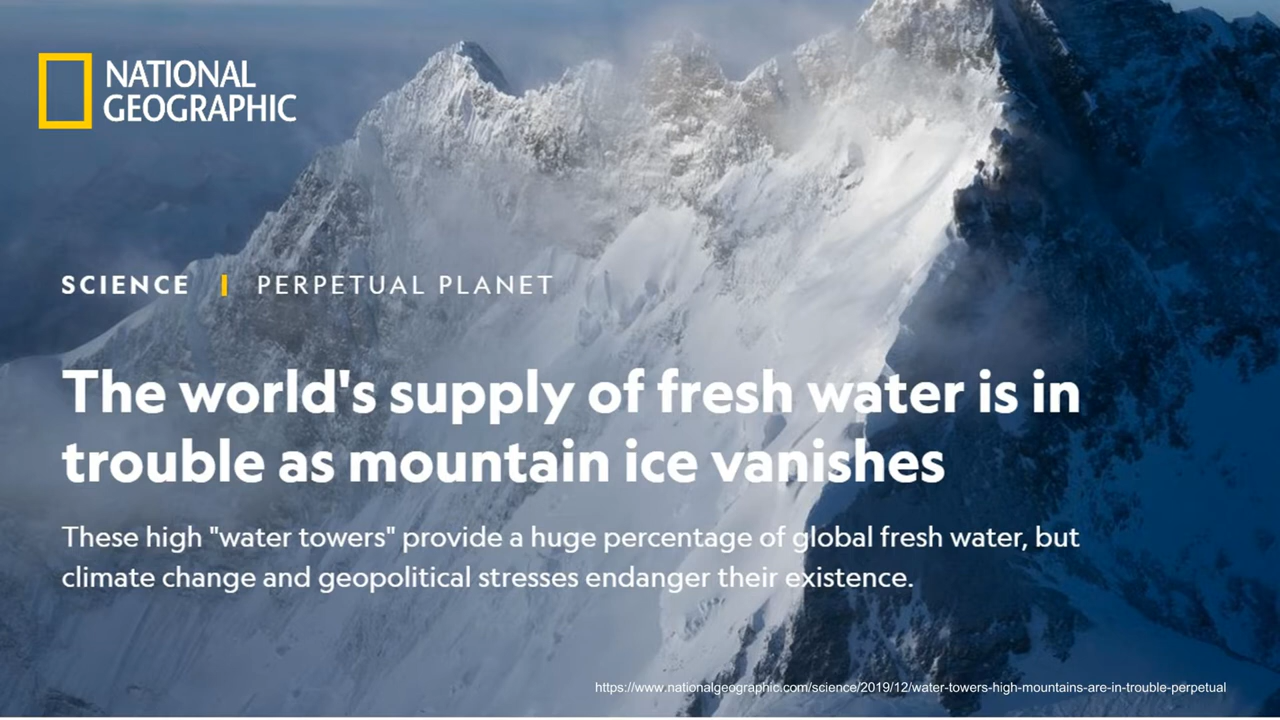 NATIONAL
GEOGRAPHIC
SCIENCE | PERPETUAL PLANET
The world's supply of fresh water is in
trouble as mountain ice vanishes
These high "water towers" provide a huge percentage of global fresh water, but
climate change and geopolitical stresses endanger their existence.
https://www.nationalgeographic.com/science/2019/12/water-towers-high-mountains-are-in-trouble-perpetual